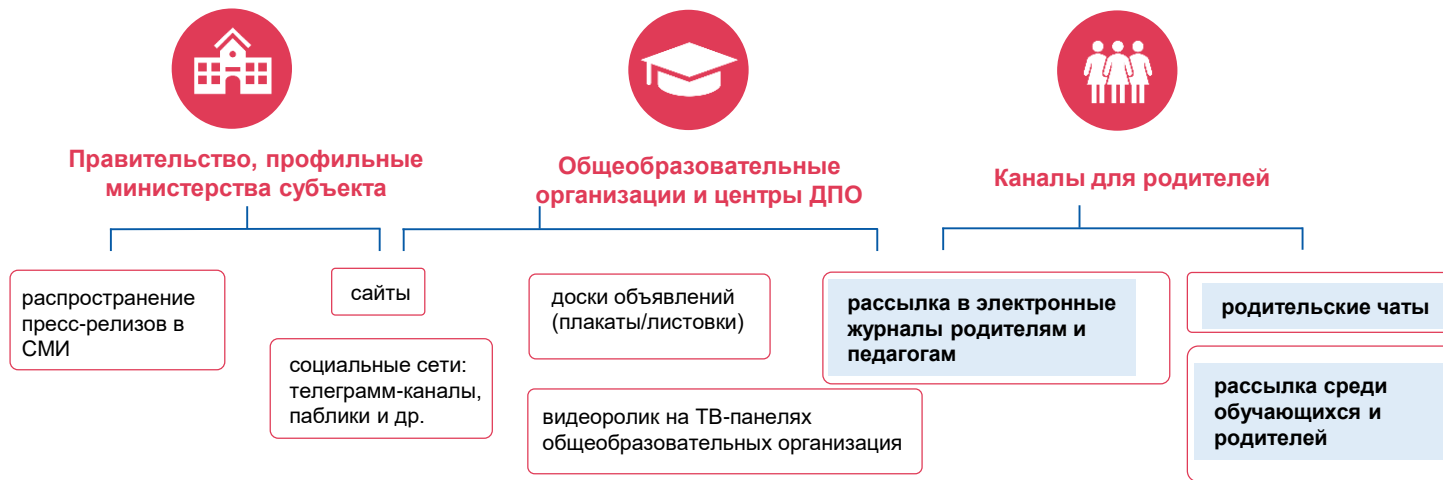 Правительство, профильные
министерства субъекта
Общеобразовательные
организации и центры ДПО
Каналы для родителей
распространение
пресс-релизов в
СМИ
сайты
социальные сети:
телеграмм-каналы,
паблики и др.
доски объявлений
(плакаты/листовки)
видеоролик на ТВ-панелях
общеобразовательных организация
рассылка в электронные
журналы родителям и
педагогам
родительские чаты
рассылка среди
обучающихся и
родителей